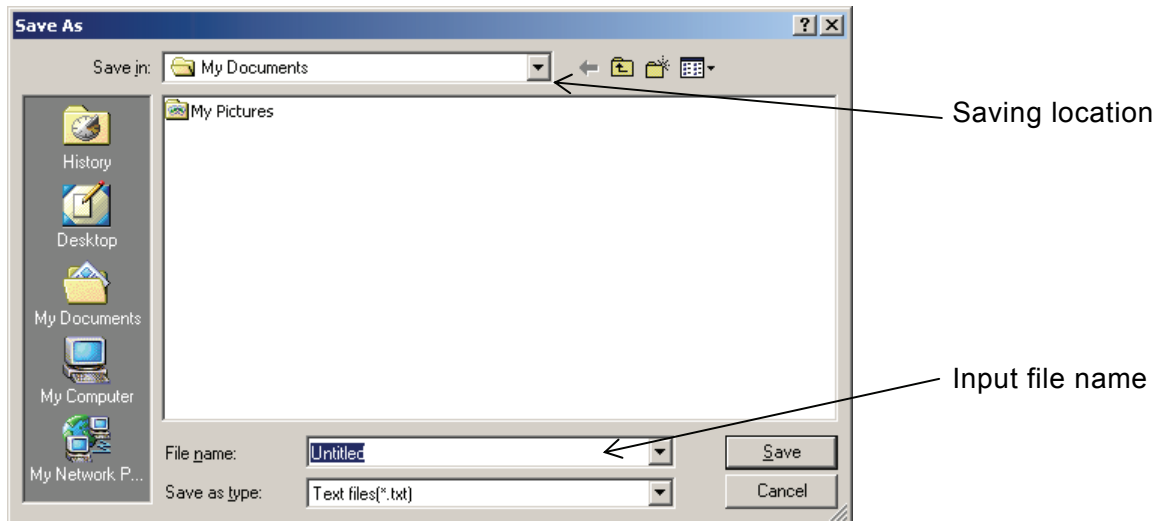 Save As
Save in: My Documents
My Pictures
Saving location
History
Desktop
My Documents
My Computer
My Network P...
Input file name
File name: Untitled Save
Save as type: Text files(*.txt) Cancel